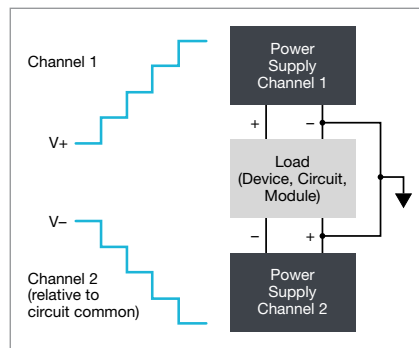 Channel 1
V+
V–
Channel 2
(relative to
circuit common)
Power
Supply
Channel 1
+ –
Load
(Device, Circuit,
Module)
– +
Power
Supply
Channel 2